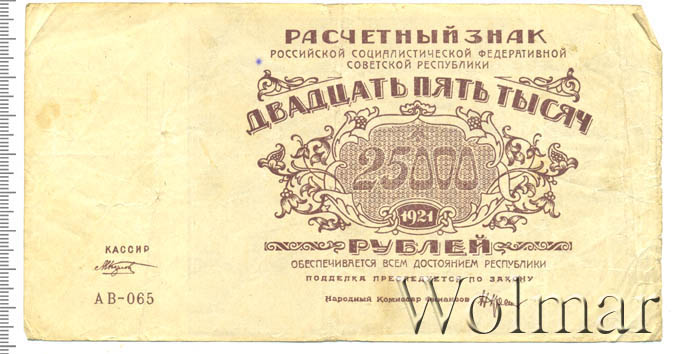 РАСЧЕТНЫЙ ЗНАК
РОССИЙСКОЙ СОЦИАЛИСТИЧЕСКОЙ ФЕДЕРАТИВНОЙ
СОВЕТСКОЙ РЕСПУБЛИКИ
ДВАДЦАТЬ ПЯТЬ ТЫСЯЧ
25000
1921
РУБЛЕЙ
ОБЕСПЕЧИВАЕТСЯ ВСЕМ ДОСТОЯНИЕМ РЕСПУБЛИКИ
ПОДДЕЛКА ПРЕСЛЕДУЕТСЯ ПО ЗАКОНУ
Народный Комиссар Финансов
КАССИР
АВ-065
Wolmar